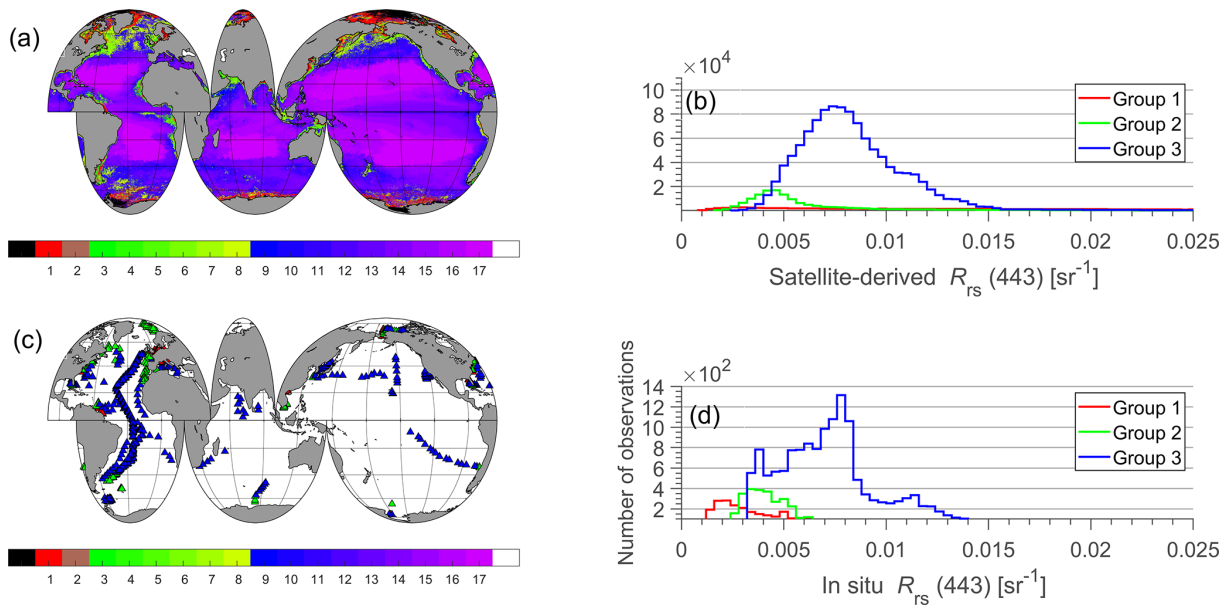 (a)
1 2 3 4 5 6 7 8 9 10 11 12 13 14 15 16 17
(b)
×10⁴
10
8
6
4
2
Group 1
Group 2
Group 3
0 0.005 0.01 0.015 0.02 0.025
Satellite-derived Rrs (443) [sr⁻¹]
(c)
1 2 3 4 5 6 7 8 9 10 11 12 13 14 15 16 17
(d)
Number of observations
×10²
14
12
10
8
6
4
2
Group 1
Group 2
Group 3
0 0.005 0.01 0.015 0.02 0.025
In situ Rrs (443) [sr⁻¹]